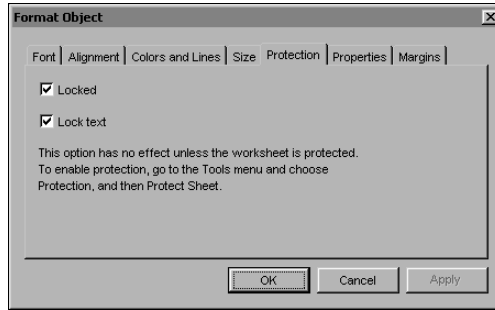 Format Object
Font Alignment Colors and Lines Size Protection Properties Margins
Locked
Lock text
This option has no effect unless the worksheet is protected.
To enable protection, go to the Tools menu and choose
Protection, and then Protect Sheet.
OK Cancel Apply